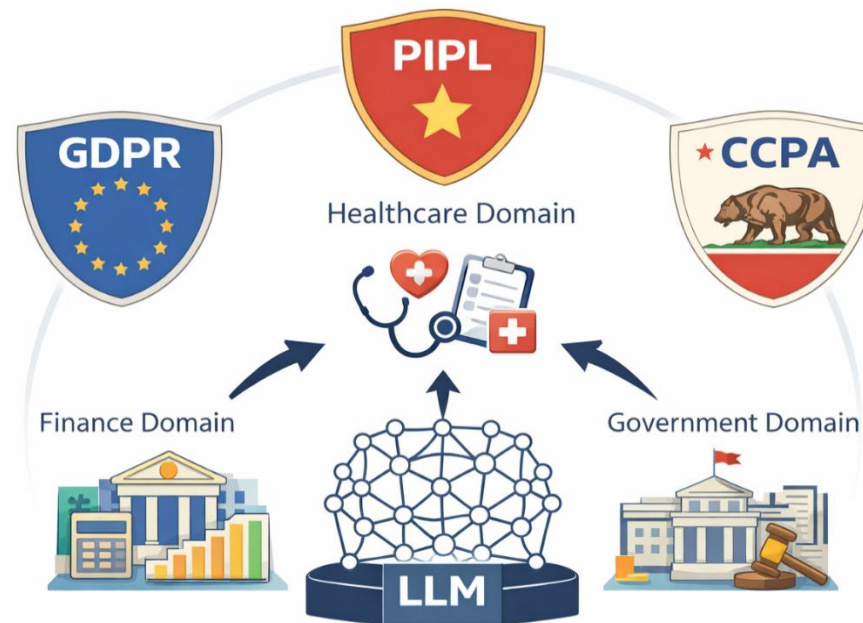 PIPL
GDPR
CCPA
Healthcare Domain
Finance Domain
Government Domain
LLM